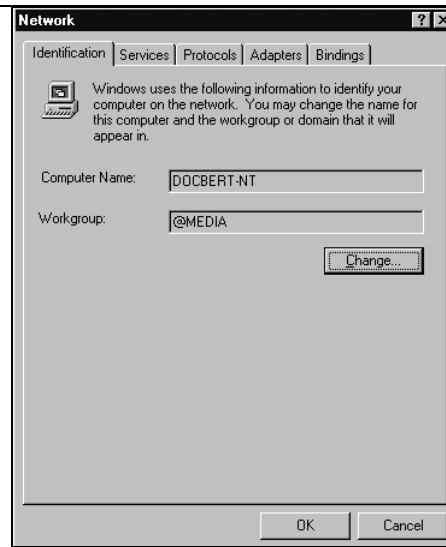 Network
Identification Services Protocols Adapters Bindings
Windows uses the following information to identify your
computer on the network. You may change the name for
this computer and the workgroup or domain that it will
appear in.
Computer Name: DOCBERT-NT
Workgroup: @MEDIA
Change...
OK Cancel